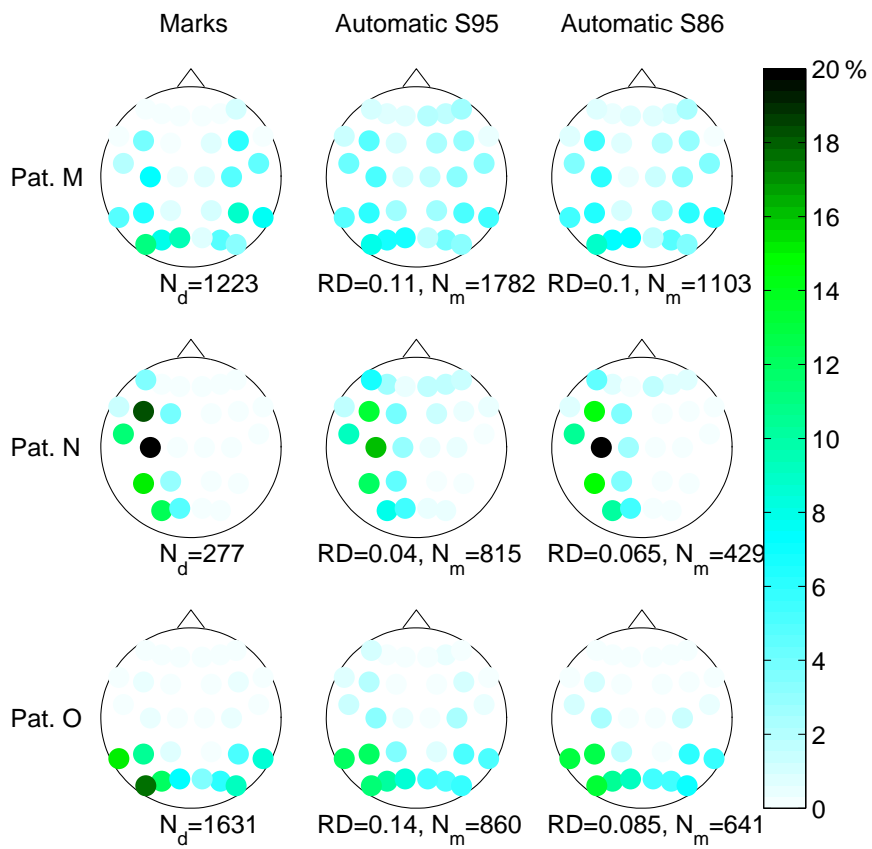 Marks Automatic S95 Automatic S86
20 %
18
16
14
12
10
8
6
4
2
0
Pat. M
N_d=1223 RD=0.11, N_m=1782 RD=0.1, N_m=1103
Pat. N
N_d=277 RD=0.04, N_m=815 RD=0.065, N_m=429
Pat. O
N_d=1631 RD=0.14, N_m=860 RD=0.085, N_m=641